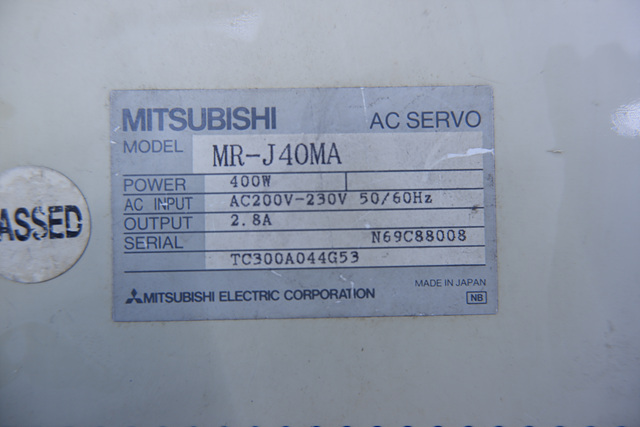 MITSUBISHI AC SERVO
MODEL MR-J40MA
POWER 400W
AC INPUT AC200V-230V 50/60Hz
OUTPUT 2.8A
SERIAL N69C88008
TC300A044G53
MADE IN JAPAN
MITSUBISHI ELECTRIC CORPORATION NB
ASSED